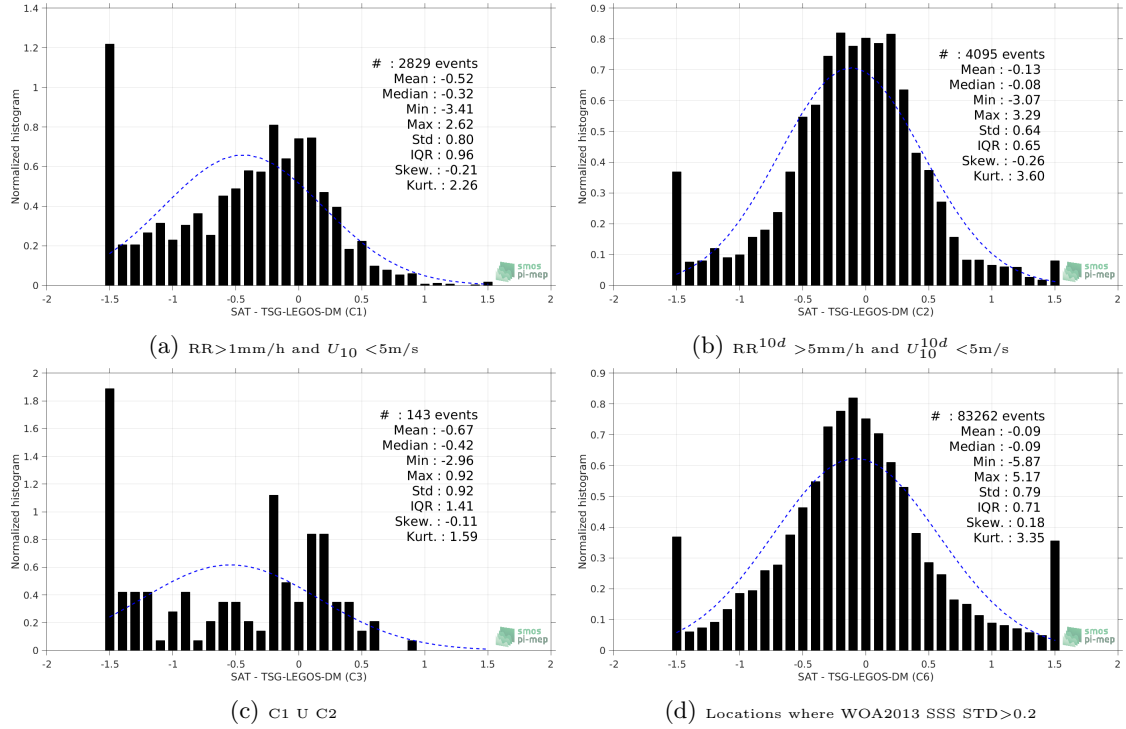 1.4
1.2
1
0.8
0.6
0.4
0.2
0
Normalized histogram
# : 2829 events
Mean : -0.52
Median : -0.32
Min : -3.41
Max : 2.62
Std : 0.80
IQR : 0.96
Skew. : -0.21
Kurt. : 2.26
smos
pi-mep
-2 -1.5 -1 -0.5 0 0.5 1 1.5 2
SAT - TSG-LEGOS-DM (C1)
(a) RR>1mm/h and U10 <5m/s
0.9
0.8
0.7
0.6
0.5
0.4
0.3
0.2
0.1
0
Normalized histogram
# : 4095 events
Mean : -0.13
Median : -0.08
Min : -3.07
Max : 3.29
Std : 0.64
IQR : 0.65
Skew. : -0.26
Kurt. : 3.60
smos
pi-mep
-2 -1.5 -1 -0.5 0 0.5 1 1.5 2
SAT - TSG-LEGOS-DM (C2)
(b) RR10d >5mm/h and U10d10 <5m/s
2
1.8
1.6
1.4
1.2
1
0.8
0.6
0.4
0.2
0
Normalized histogram
# : 143 events
Mean : -0.67
Median : -0.42
Min : -2.96
Max : 0.92
Std : 0.92
IQR : 1.41
Skew. : -0.11
Kurt. : 1.59
smos
pi-mep
-2 -1.5 -1 -0.5 0 0.5 1 1.5 2
SAT - TSG-LEGOS-DM (C3)
(c) C1 U C2
0.9
0.8
0.7
0.6
0.5
0.4
0.3
0.2
0.1
0
Normalized histogram
# : 83262 events
Mean : -0.09
Median : -0.09
Min : -5.87
Max : 5.17
Std : 0.79
IQR : 0.71
Skew. : 0.18
Kurt. : 3.35
smos
pi-mep
-2 -1.5 -1 -0.5 0 0.5 1 1.5 2
SAT - TSG-LEGOS-DM (C6)
(d) Locations where WOA2013 SSS STD>0.2